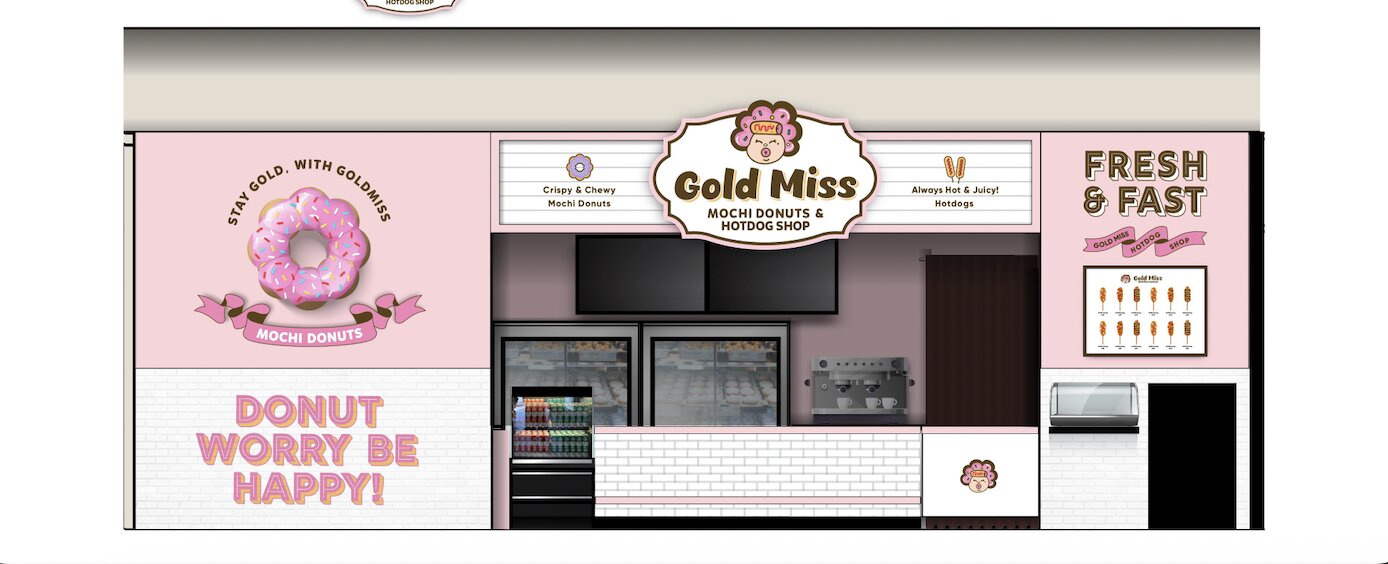 HOTDOG SHOP
STAY GOLD, WITH GOLDMISS
MOCHI DONUTS
DONUT
WORRY BE
HAPPY!
Crispy & Chewy
Mochi Donuts
Gold Miss
MOCHI DONUTS &
HOTDOG SHOP
Always Hot & Juicy!
Hotdogs
FRESH
& FAST
GOLD MISS HOTDOG SHOP
Gold Miss